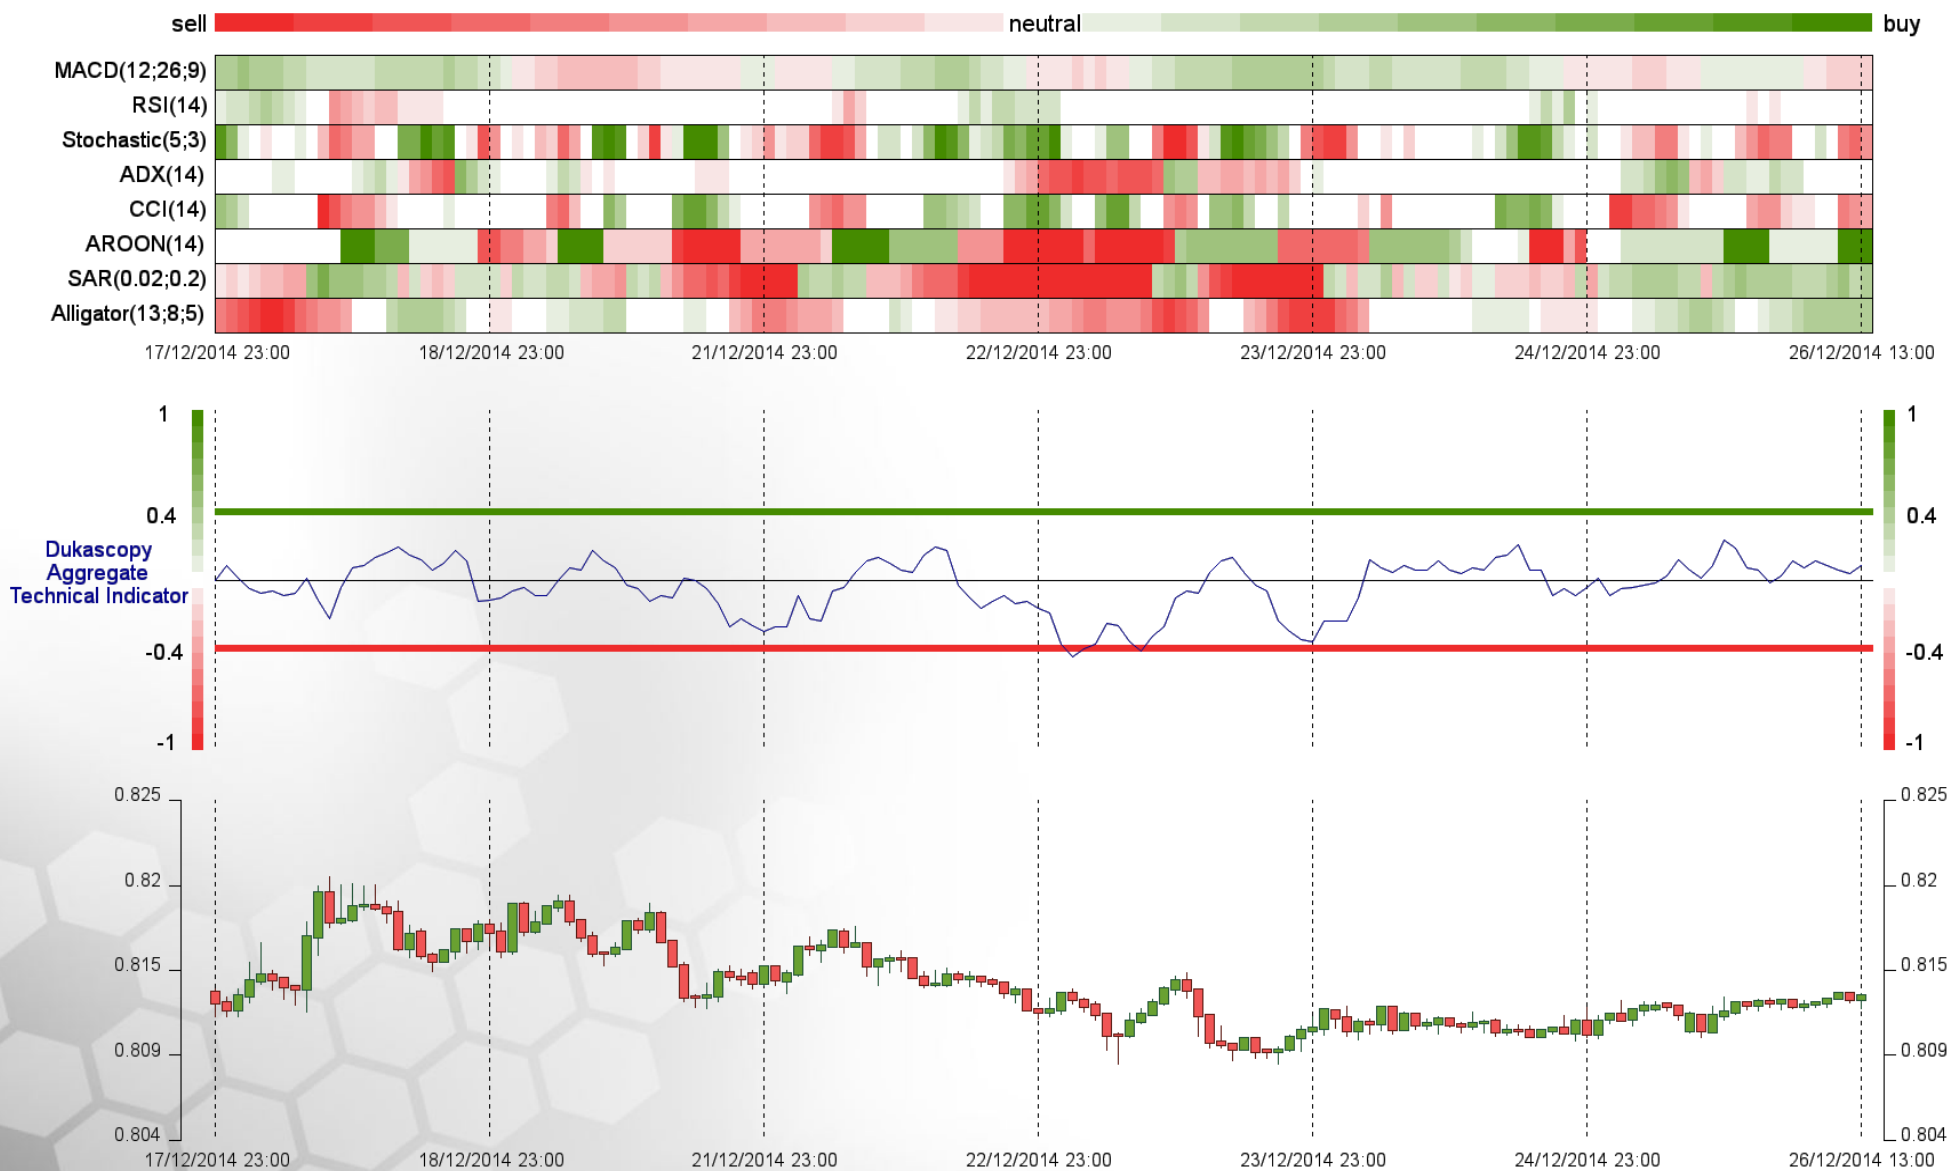 sell neutral buy
MACD(12;26;9)
RSI(14)
Stochastic(5;3)
ADX(14)
CCI(14)
AROON(14)
SAR(0.02;0.2)
Alligator(13;8;5)
17/12/2014 23:00 18/12/2014 23:00 21/12/2014 23:00 22/12/2014 23:00 23/12/2014 23:00 24/12/2014 23:00 26/12/2014 13:00
1 1
0.4 0.4
Dukascopy
Aggregate
Technical Indicator
-0.4 -0.4
-1 -1
0.825 0.825
0.82 0.82
0.815 0.815
0.809 0.809
0.804 0.804
17/12/2014 23:00 18/12/2014 23:00 21/12/2014 23:00 22/12/2014 23:00 23/12/2014 23:00 24/12/2014 23:00 26/12/2014 13:00